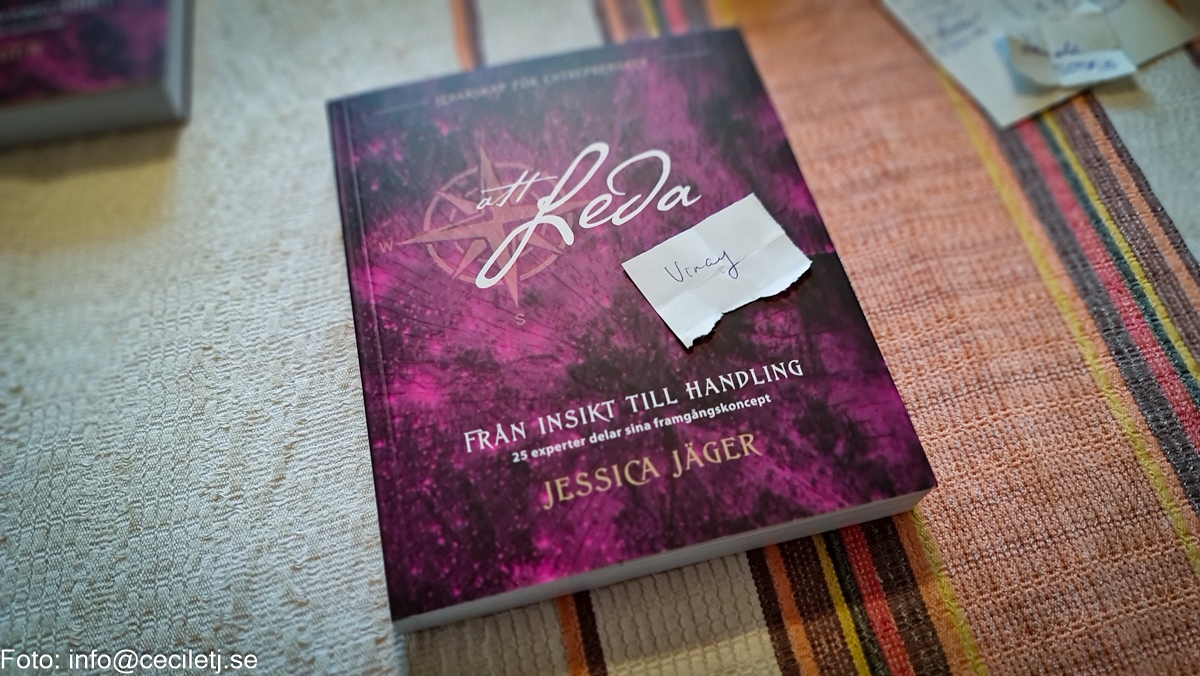 LEDARSKAP FÖR ENTREPRENÖRER
att Leda
W
S
Vinay
FRÅN INSIKT TILL HANDLING
25 experter delar sina framgångskoncept
JESSICA JÄGER
Foto: info@ceciletj.se